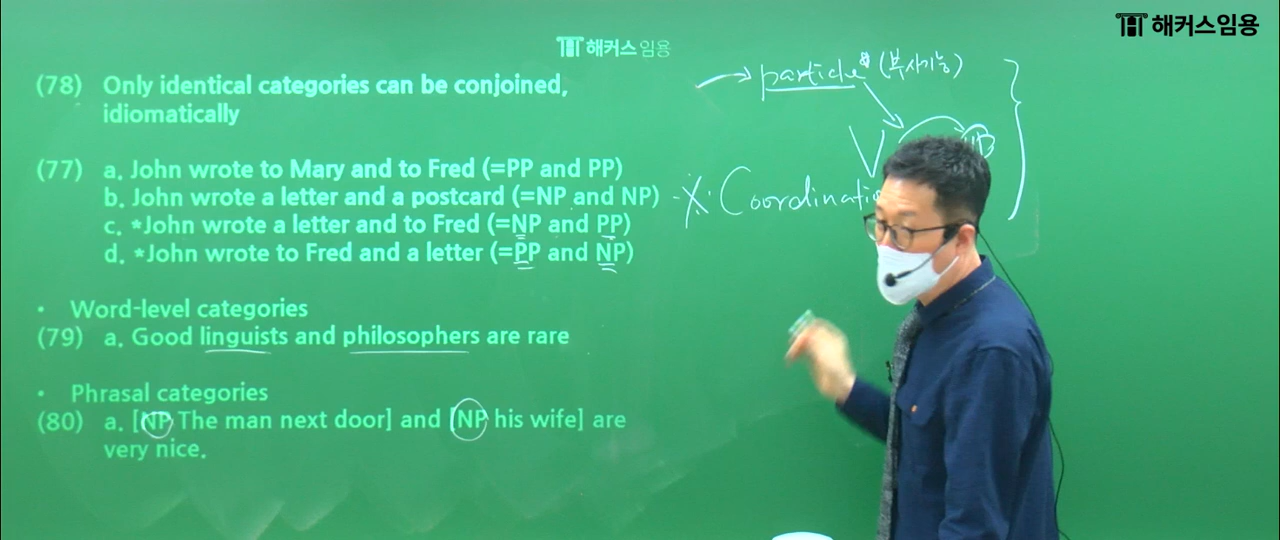 해커스임용
해커스임용
(78) Only identical categories can be conjoined,
idiomatically
(77) a. John wrote to Mary and to Fred (=PP and PP)
b. John wrote a letter and a postcard (=NP and NP)
c. *John wrote a letter and to Fred (=NP and PP)
d. *John wrote to Fred and a letter (=PP and NP)
• Word-level categories
(79) a. Good linguists and philosophers are rare
• Phrasal categories
(80) a. [NP The man next door] and [NP his wife] are
very nice.
particle (부사기능)
V
※ Coordinatio